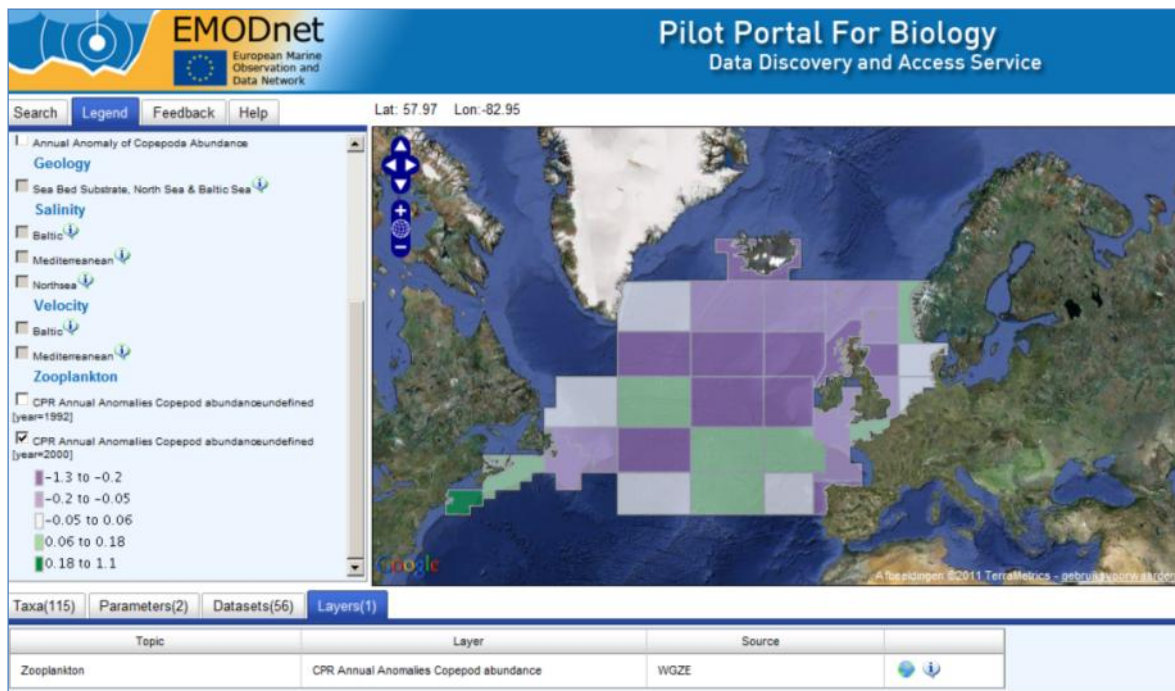 EMODnet
European Marine
Observation and
Data Network
Pilot Portal For Biology
Data Discovery and Access Service
Search
Legend
Feedback
Help
Lat: 57.97 Lon:-82.95
Annual Anomaly of Copepoda Abundance
Geology
Sea Bed Substrate, North Sea & Baltic Sea
Salinity
Baltic
Mediterreanean
Northsea
Velocity
Baltic
Mediterreanean
Zooplankton
CPR Annual Anomalies Copepod abundanceundefined
[year=1992]
CPR Annual Anomalies Copepod abundanceundefined
[year=2000]
-1.3 to -0.2
-0.2 to -0.05
-0.05 to 0.06
0.06 to 0.18
0.18 to 1.1
Google
Afbeeldingen ©2011 TerraMetrics - gebruiksvoorwaarden
Taxa(115)
Parameters(2)
Datasets(56)
Layers(1)
Topic
Layer
Source
Zooplankton
CPR Annual Anomalies Copepod abundance
WGZE